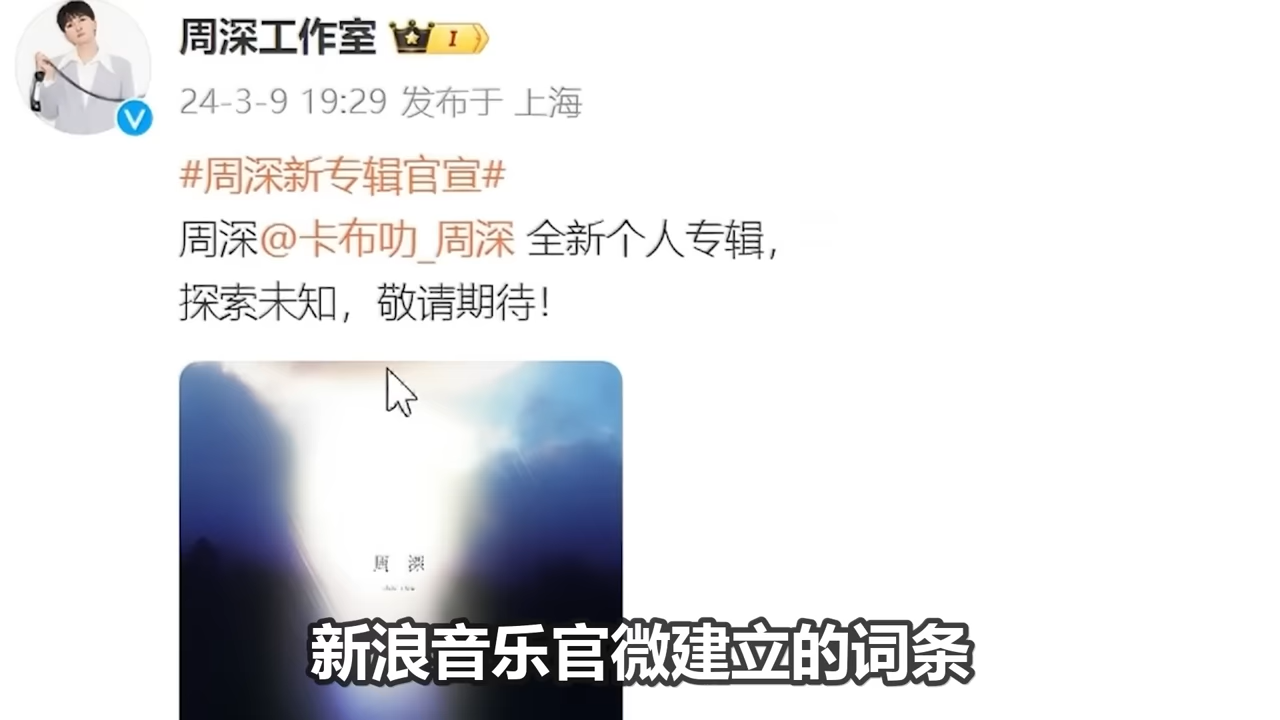 周深工作室 I
24-3-9 19:29 发布于 上海
#周深新专辑官宣#
周深@卡布叻_周深 全新个人专辑，
探索未知，敬请期待！
周 深
新浪音乐官微建立的词条